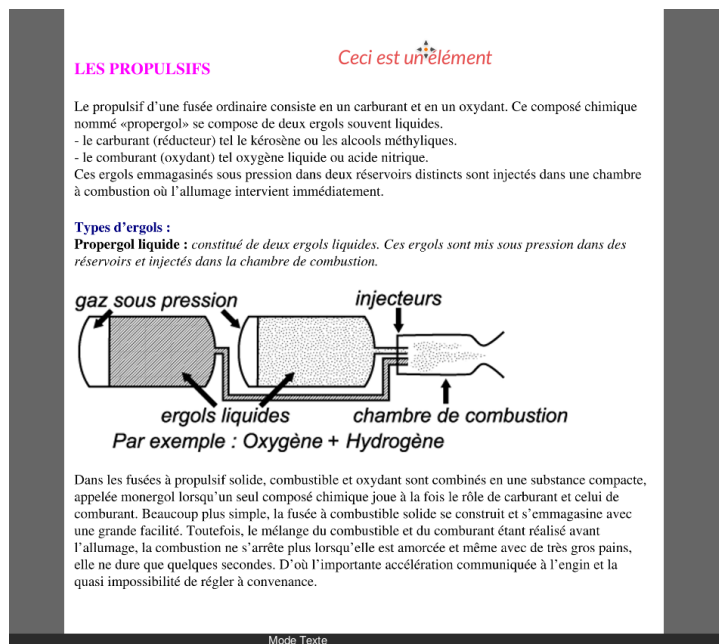 Ceci est un élément
LES PROPULSIFS
Le propulsif d’une fusée ordinaire consiste en un carburant et en un oxydant. Ce composé chimique
nommé «propergol» se compose de deux ergols souvent liquides.
- le carburant (réducteur) tel le kérosène ou les alcools méthyliques.
- le comburant (oxydant) tel oxygène liquide ou acide nitrique.
Ces ergols emmagasinés sous pression dans deux réservoirs distincts sont injectés dans une chambre
à combustion où l’allumage intervient immédiatement.
Types d’ergols :
Propergol liquide : constitué de deux ergols liquides. Ces ergols sont mis sous pression dans des
réservoirs et injectés dans la chambre de combustion.
gaz sous pression
injecteurs
ergols liquides
chambre de combustion
Par exemple : Oxygène + Hydrogène
Dans les fusées à propulsif solide, combustible et oxydant sont combinés en une substance compacte,
appelée monergol lorsqu’un seul composé chimique joue à la fois le rôle de carburant et celui de
comburant. Beaucoup plus simple, la fusée à combustible solide se construit et s’emmagasine avec
une grande facilité. Toutefois, le mélange du combustible et du comburant étant réalisé avant
l’allumage, la combustion ne s’arrête plus lorsqu’elle est amorcée et même avec de très gros pains,
elle ne dure que quelques secondes. D’où l’importante accélération communiquée à l’engin et la
quasi impossibilité de régler à convenance.
Mode Texte